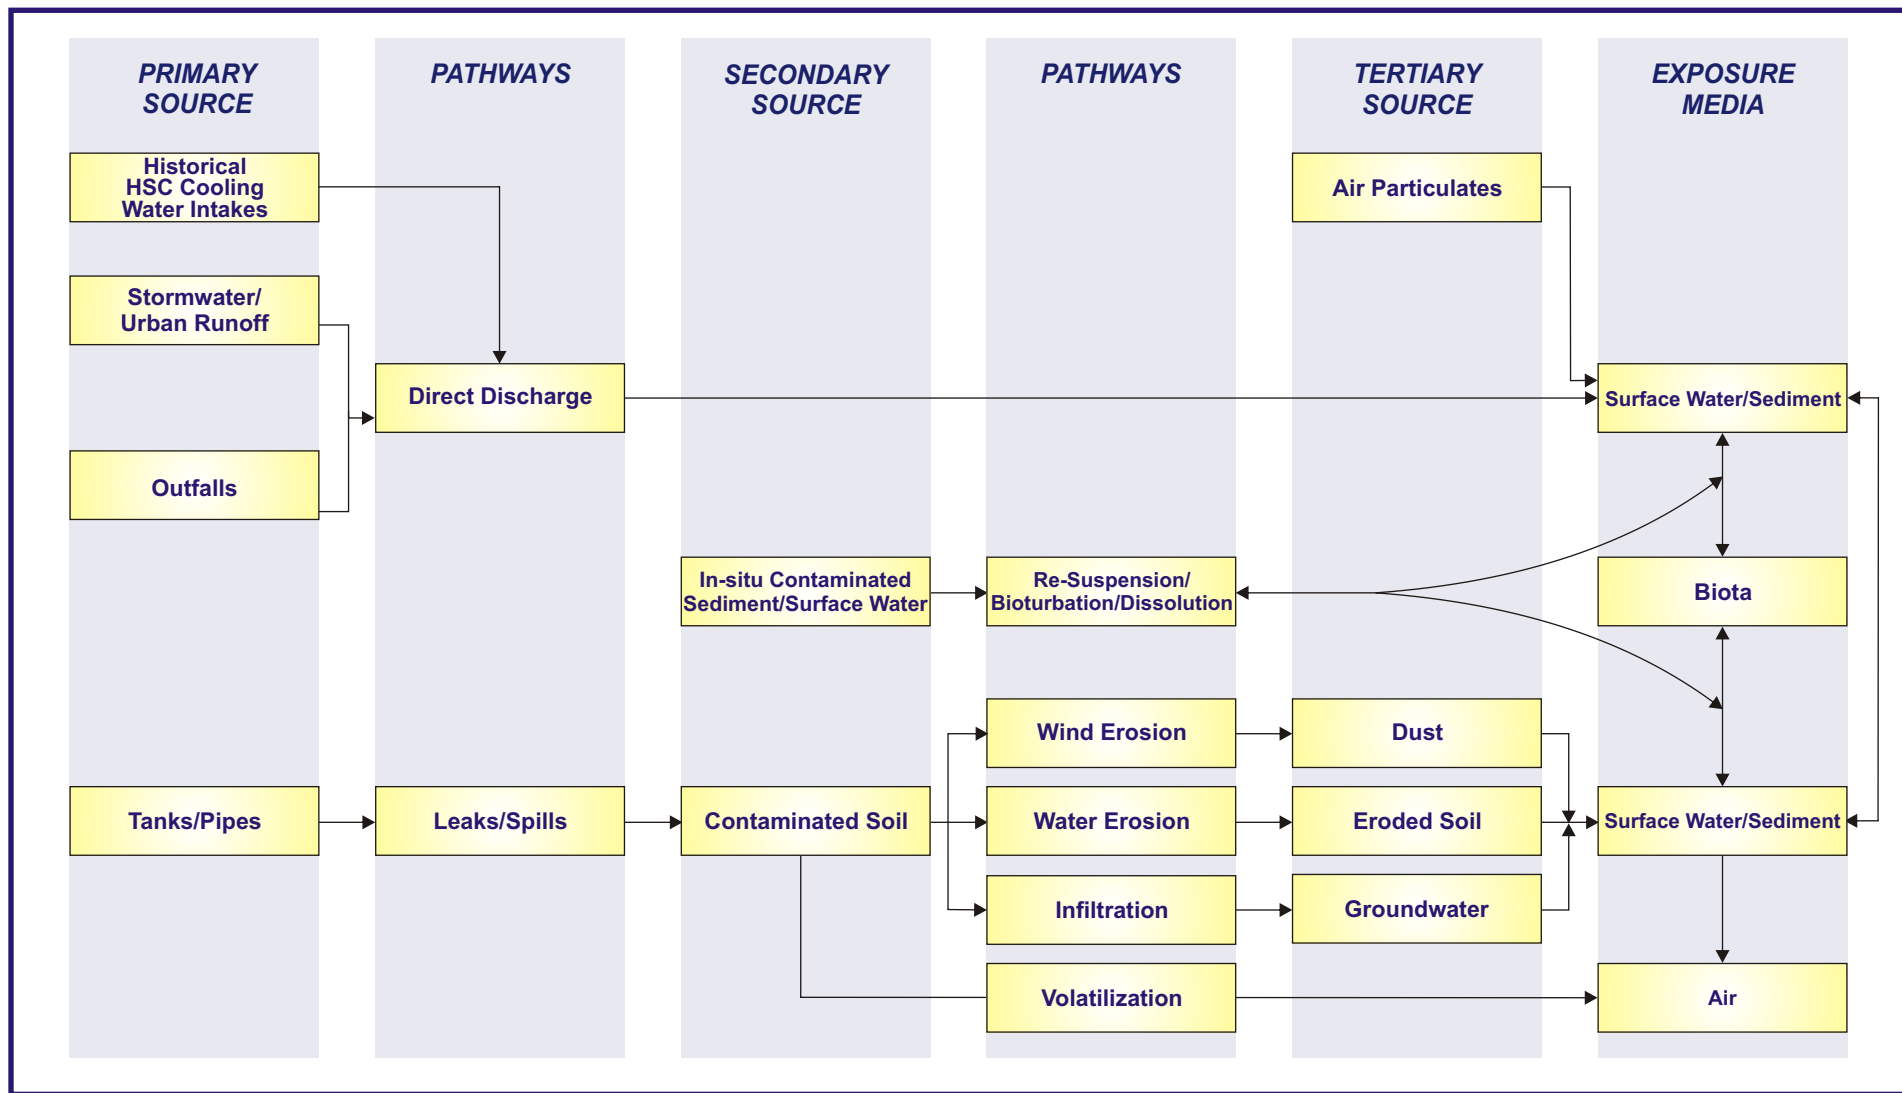 PRIMARY
SOURCE
PATHWAYS
SECONDARY
SOURCE
PATHWAYS
TERTIARY
SOURCE
EXPOSURE
MEDIA
Historical
HSC Cooling
Water Intakes
Air Particulates
Stormwater/
Urban Runoff
Direct Discharge
Surface Water/Sediment
Outfalls
In-situ Contaminated
Sediment/Surface Water
Re-Suspension/
Bioturbation/Dissolution
Biota
Wind Erosion
Dust
Tanks/Pipes
Leaks/Spills
Contaminated Soil
Water Erosion
Eroded Soil
Surface Water/Sediment
Infiltration
Groundwater
Volatilization
Air